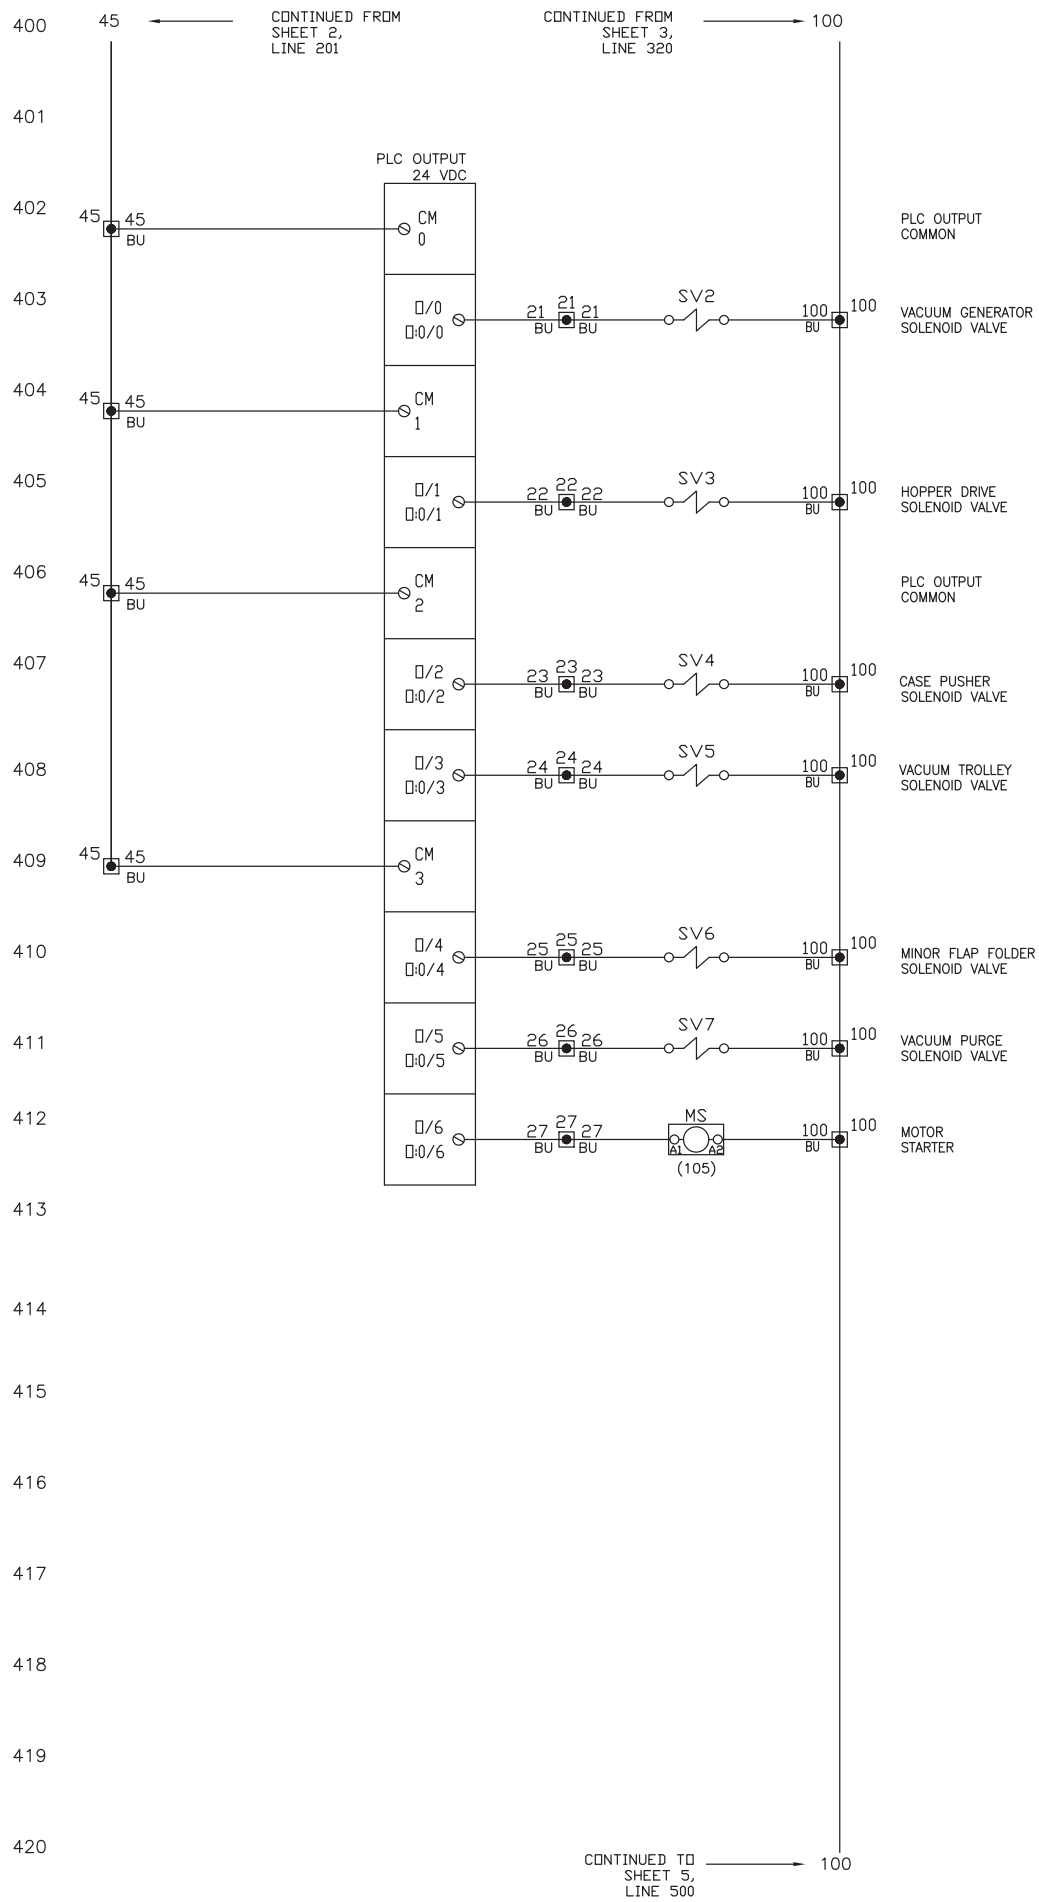 400 45 CONTINUED FROM CONTINUED FROM 100
SHEET 2, SHEET 3,
LINE 201 LINE 320
401
PLC OUTPUT
24 VDC
402 45 45 CM PLC OUTPUT
BU 0 COMMON
403 O/0 21 21 21 SV2 100 100 VACUUM GENERATOR
O:0/0 BU BU BU SOLENOID VALVE
404 45 45 CM
BU 1
405 O/1 22 22 22 SV3 100 100 HOPPER DRIVE
O:0/1 BU BU BU SOLENOID VALVE
406 45 45 CM PLC OUTPUT
BU 2 COMMON
407 O/2 23 23 23 SV4 100 100 CASE PUSHER
O:0/2 BU BU BU SOLENOID VALVE
408 O/3 24 24 24 SV5 100 100 VACUUM TROLLEY
O:0/3 BU BU BU SOLENOID VALVE
409 45 45 CM
BU 3
410 O/4 25 25 25 SV6 100 100 MINOR FLAP FOLDER
O:0/4 BU BU BU SOLENOID VALVE
411 O/5 26 26 26 SV7 100 100 VACUUM PURGE
O:0/5 BU BU BU SOLENOID VALVE
412 O/6 27 27 27 MS 100 100 MOTOR
O:0/6 BU BU A1 A2 BU STARTER
(105)
413
414
415
416
417
418
419
420
CONTINUED TO 100
SHEET 5,
LINE 500